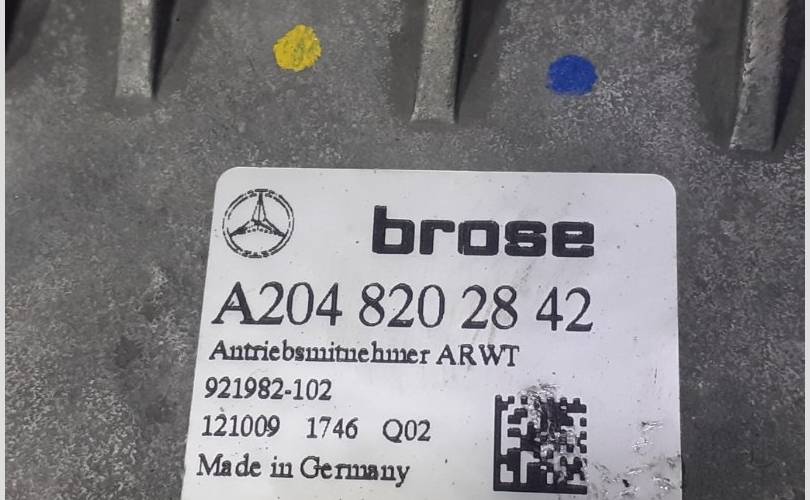 brose
A204 820 28 42
Antriebsmitnehmer ARWT
921982-102
121009 1746 Q02
Made in Germany